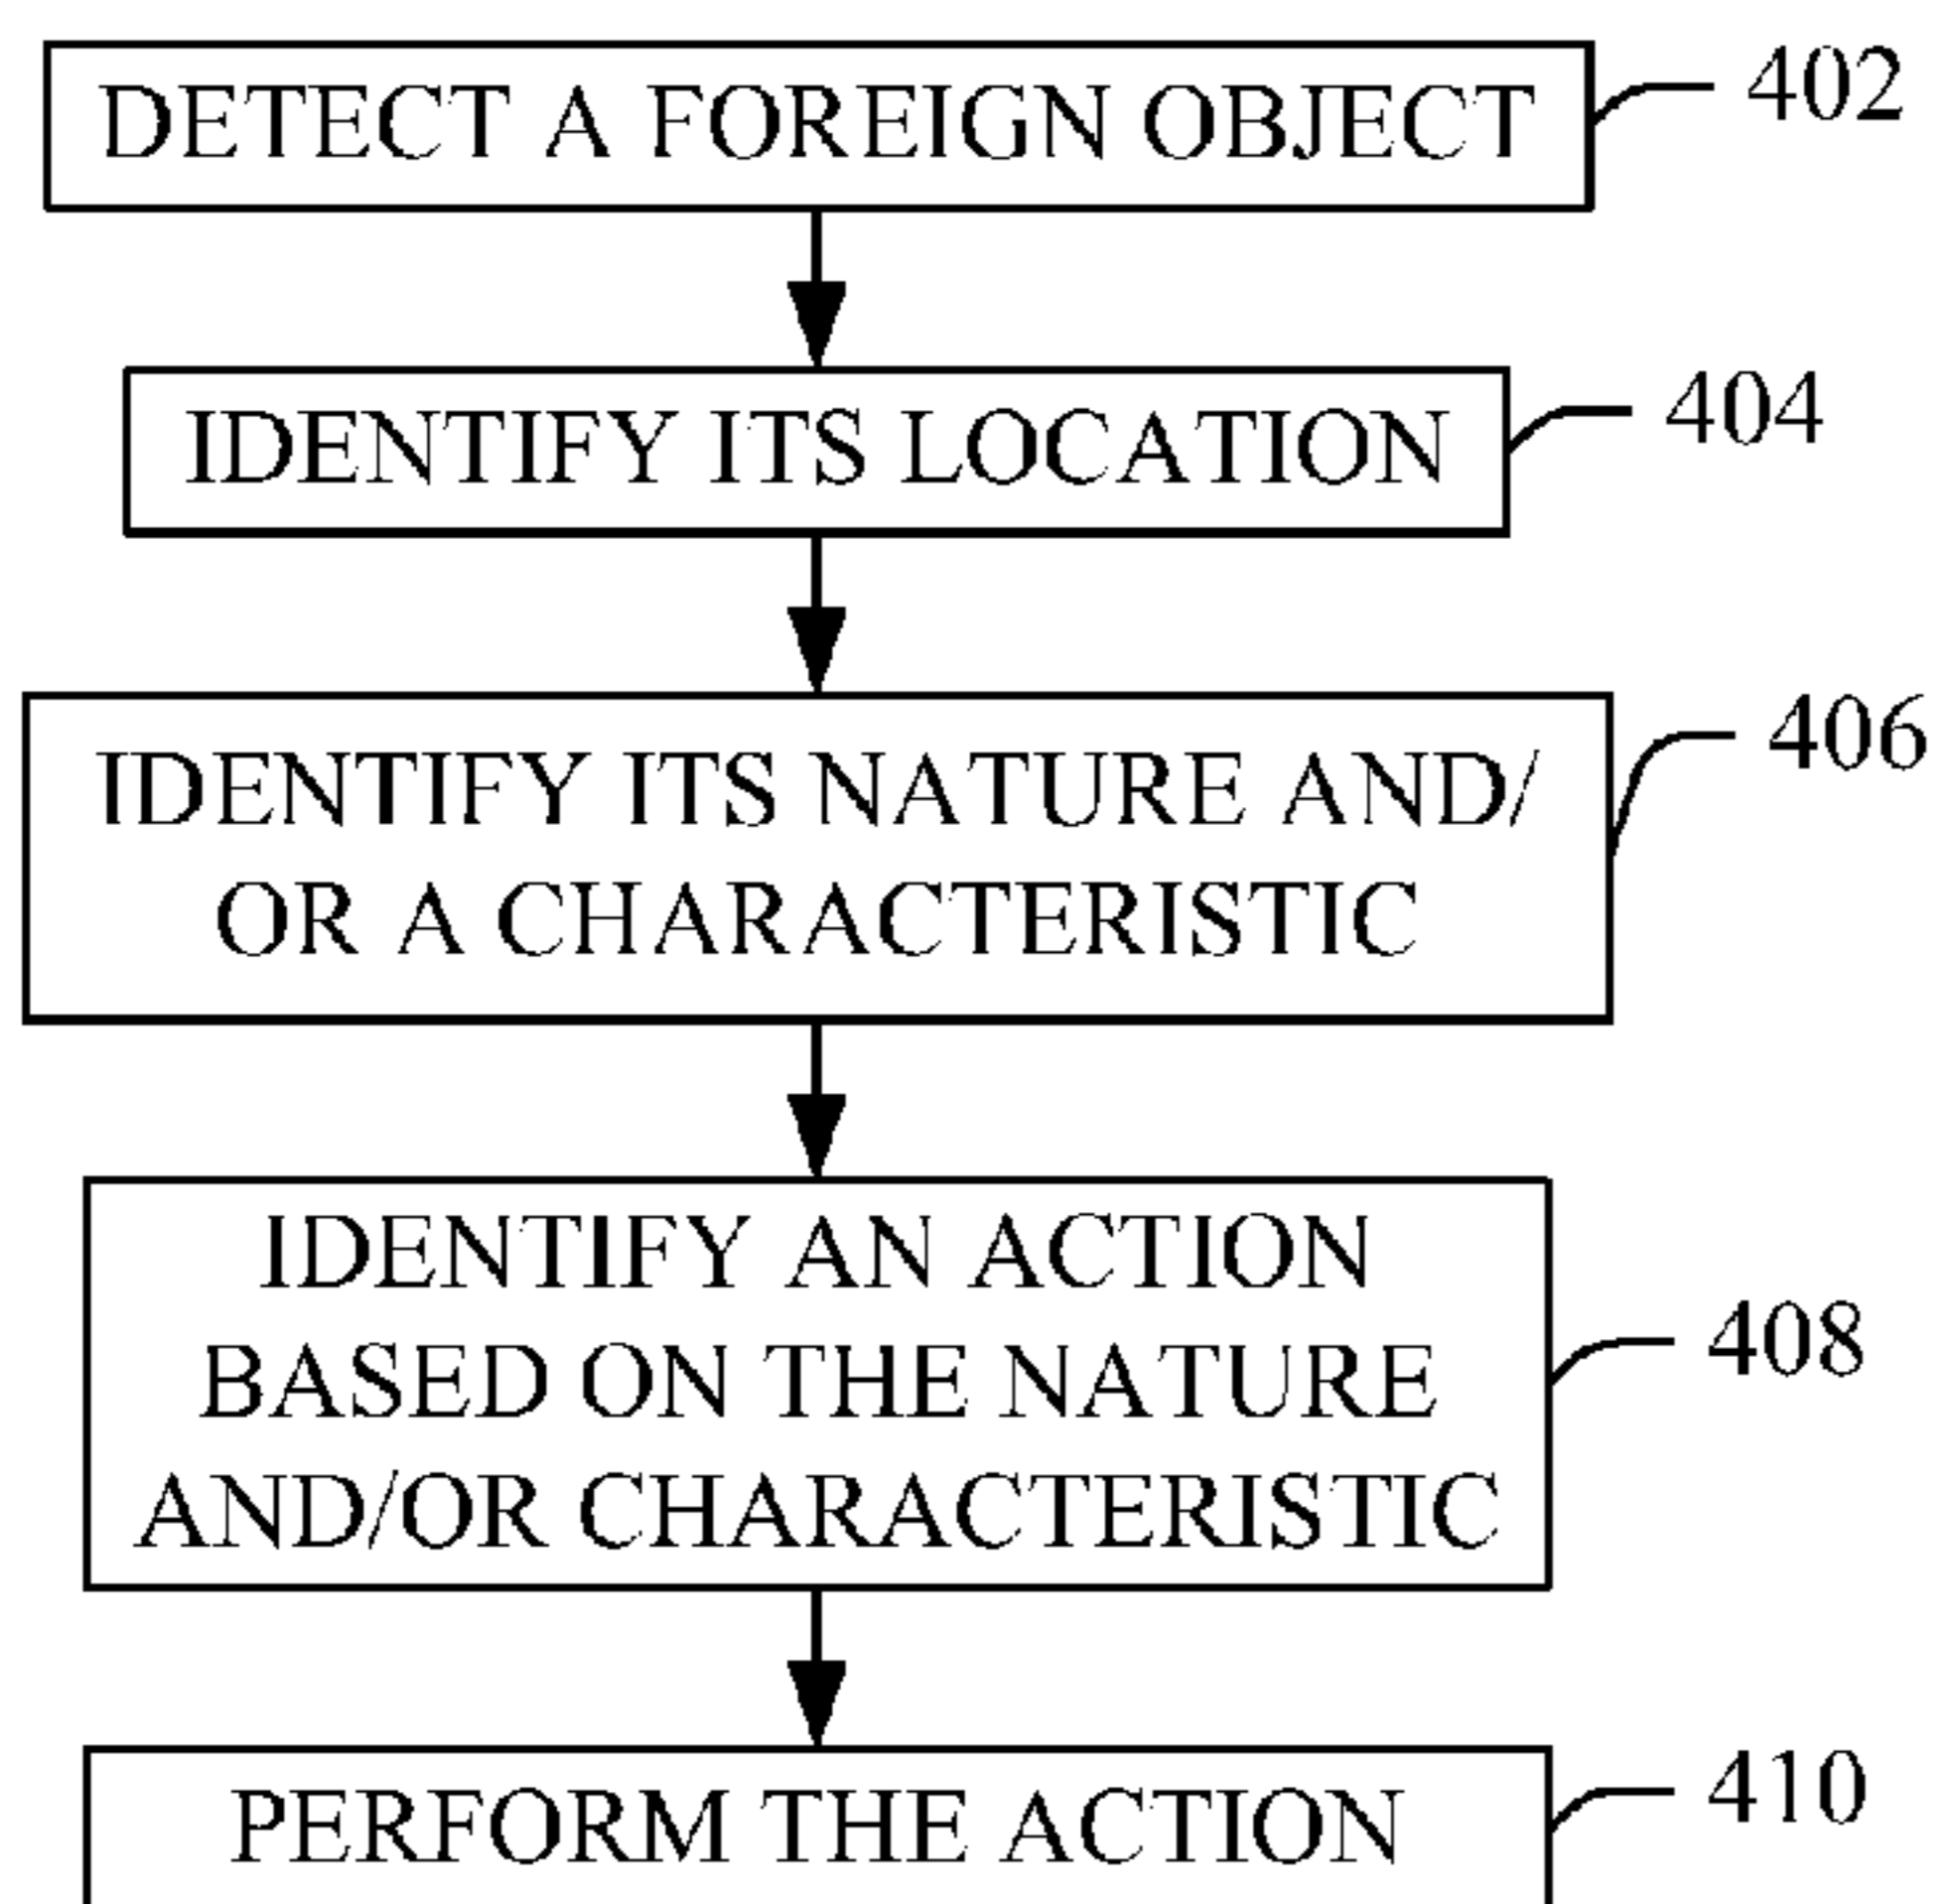 DETECT A FOREIGN OBJECT 402
IDENTIFY ITS LOCATION 404
IDENTIFY ITS NATURE AND/ 406
OR A CHARACTERISTIC
IDENTIFY AN ACTION
BASED ON THE NATURE 408
AND/OR CHARACTERISTIC
PERFORM THE ACTION 410